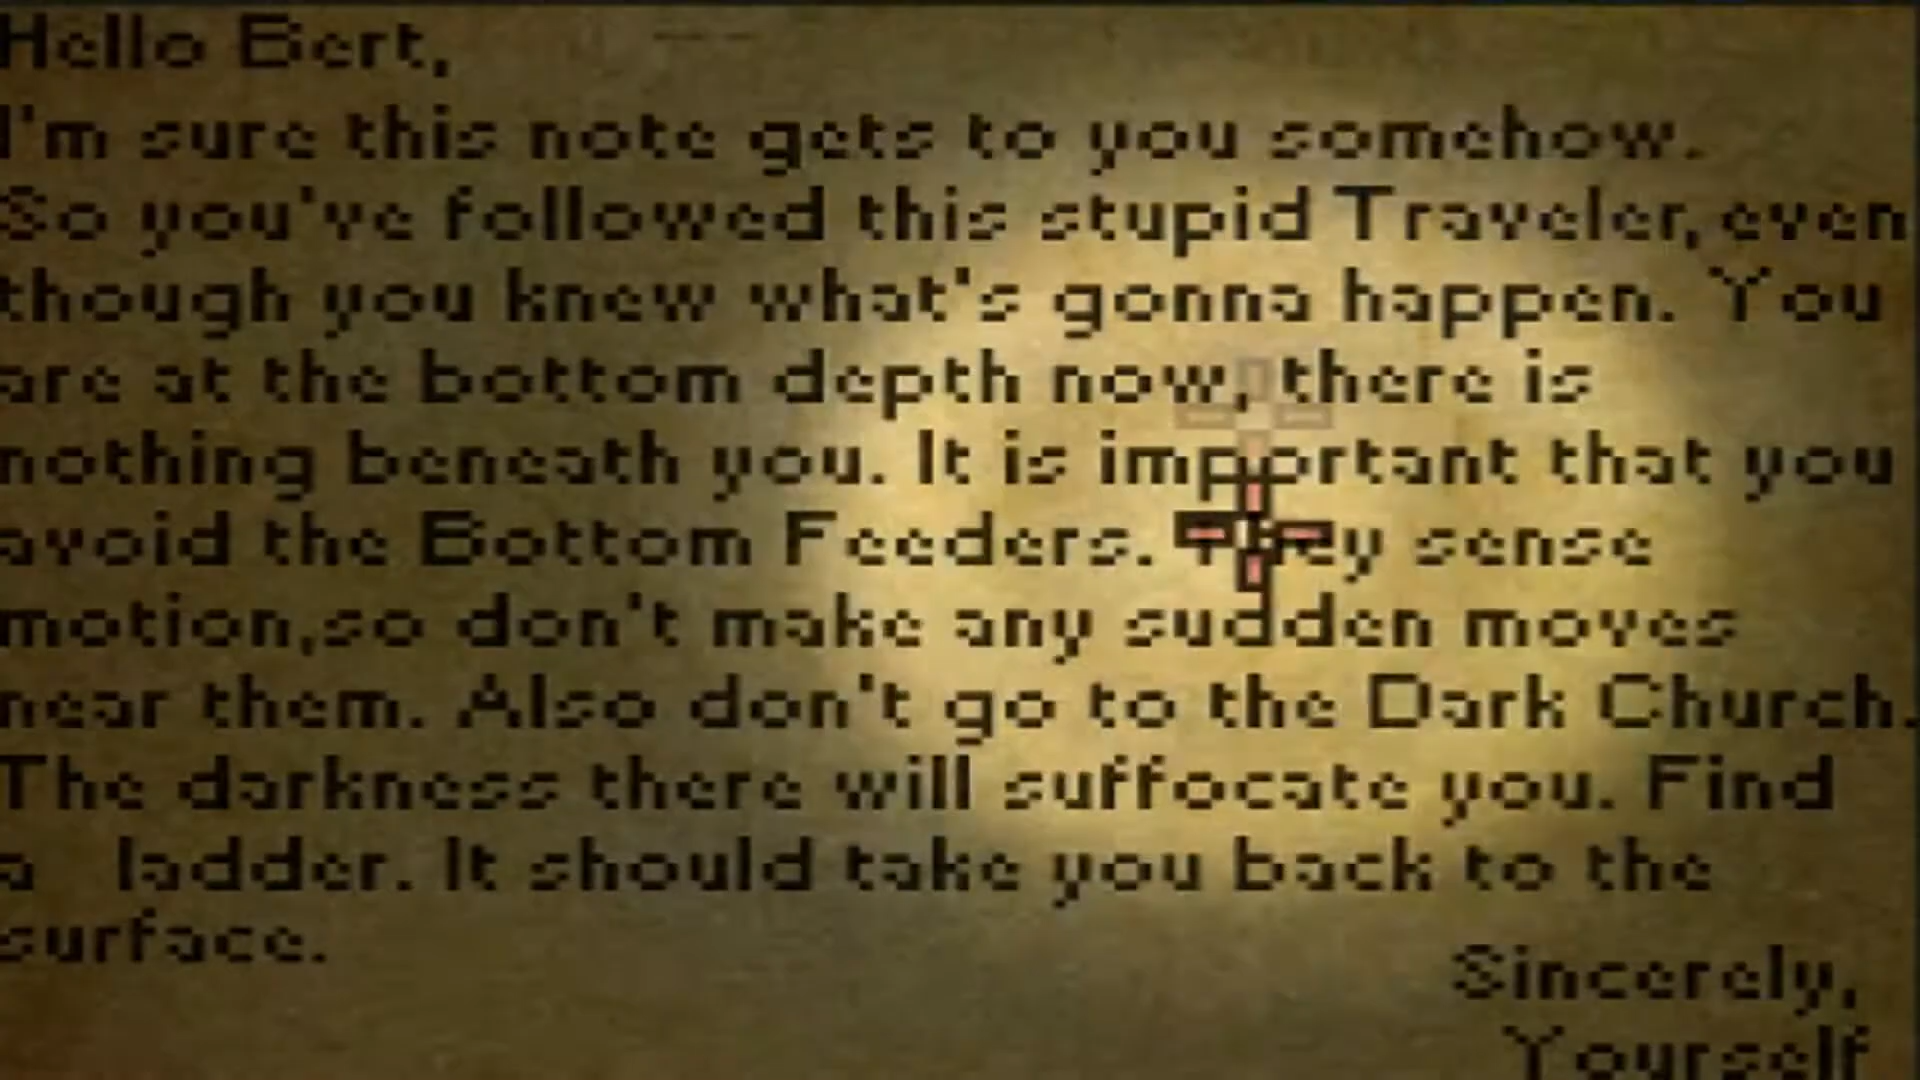 Hello Bert,
I'm sure this note gets to you somehow.
So you've followed this stupid Traveler, even
though you knew what's gonna happen. You
are at the bottom depth now, there is
nothing beneath you. It is important that you
avoid the Bottom Feeders. They sense
motion,so don't make any sudden moves
near them. Also don't go to the Dark Church.
The darkness there will suffocate you. Find
a ladder. It should take you back to the
surface.
Sincerely,
Yourself